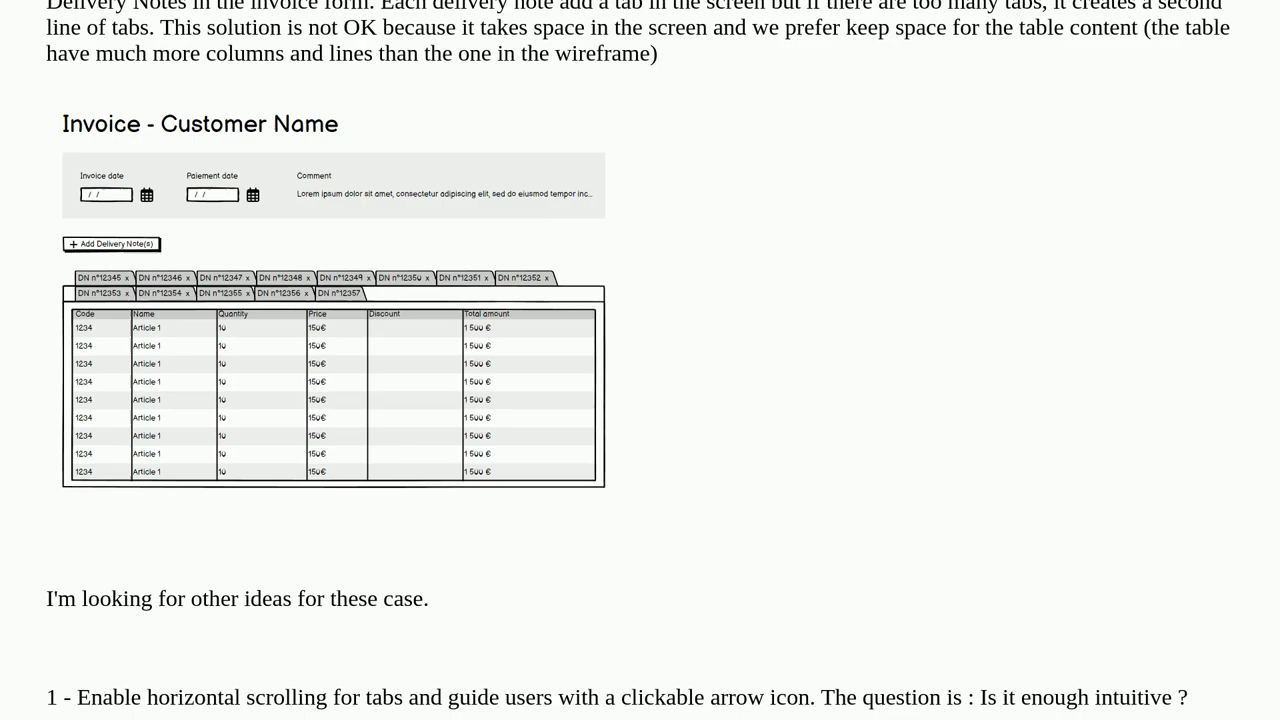 Delivery Notes in the invoice form. Each delivery note add a tab in the screen but if there are too many tabs, it creates a second
line of tabs. This solution is not OK because it takes space in the screen and we prefer keep space for the table content (the table
have much more columns and lines than the one in the wireframe)
Invoice - Customer Name
Invoice date Paiement date Comment
/ / / / Lorem ipsum dolor sit amet, consectetur adipiscing elit, sed do eiusmod tempor inc...
+ Add Delivery Note(s)
DN n°12345 x DN n°12346 x DN n°12347 x DN n°12348 x DN n°12349 x DN n°12350 x DN n°12351 x DN n°12352 x
DN n°12353 x DN n°12354 x DN n°12355 x DN n°12356 x DN n°12357
Code Name Quantity Price Discount Total amount
1234 Article 1 10 150€ 1 500 €
1234 Article 1 10 150€ 1 500 €
1234 Article 1 10 150€ 1 500 €
1234 Article 1 10 150€ 1 500 €
1234 Article 1 10 150€ 1 500 €
1234 Article 1 10 150€ 1 500 €
1234 Article 1 10 150€ 1 500 €
1234 Article 1 10 150€ 1 500 €
1234 Article 1 10 150€ 1 500 €
I'm looking for other ideas for these case.
1 - Enable horizontal scrolling for tabs and guide users with a clickable arrow icon. The question is : Is it enough intuitive ?